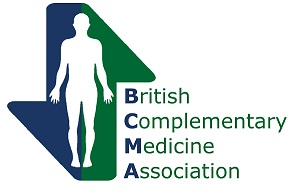 British
Complementary
Medicine
Association